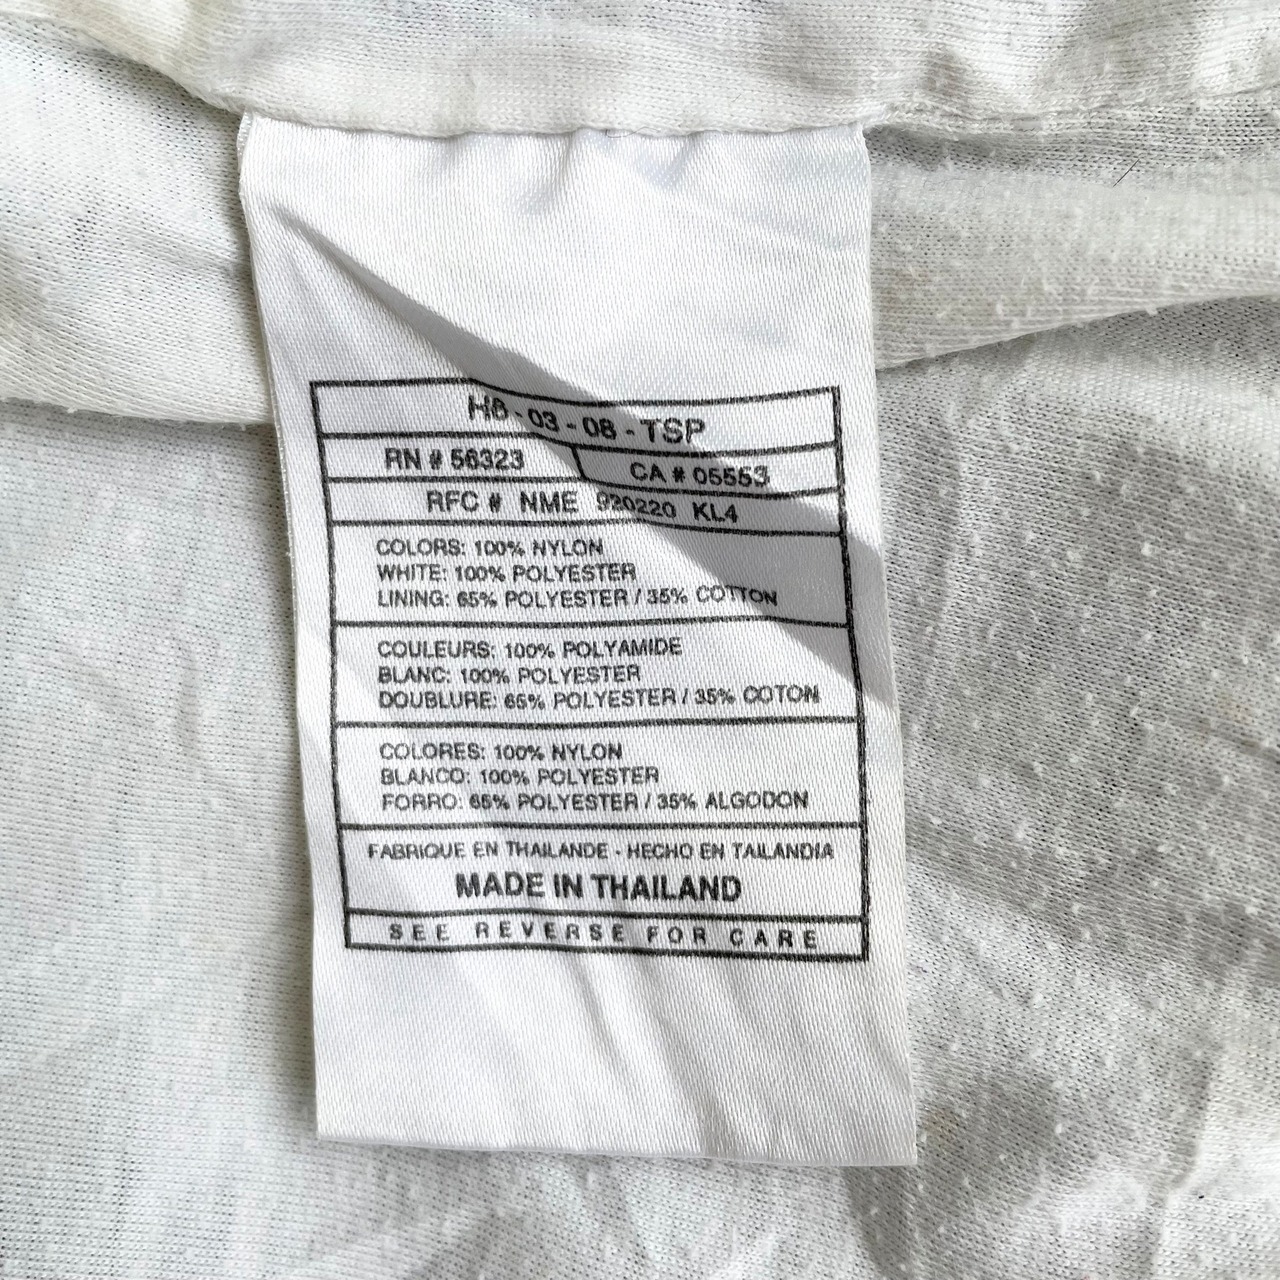 H6 - 03 - 08 - TSP
RN # 56323 CA # 05553
RFC # NME 920220 KL4
COLORS: 100% NYLON
WHITE: 100% POLYESTER
LINING: 65% POLYESTER / 35% COTTON
COULEURS: 100% POLYAMIDE
BLANC: 100% POLYESTER
DOUBLURE: 65% POLYESTER / 35% COTON
COLORES: 100% NYLON
BLANCO: 100% POLYESTER
FORRO: 65% POLYESTER / 35% ALGODON
FABRIQUE EN THAILANDE - HECHO EN TAILANDIA
MADE IN THAILAND
SEE REVERSE FOR CARE